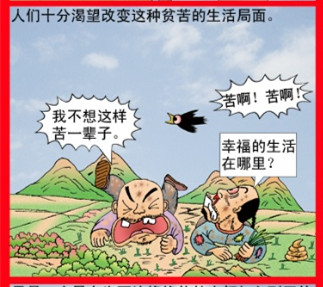 人们十分渴望改变这种贫苦的生活局面。
我不想这样
苦一辈子。
苦啊！苦啊！
幸福的生活
在哪里？